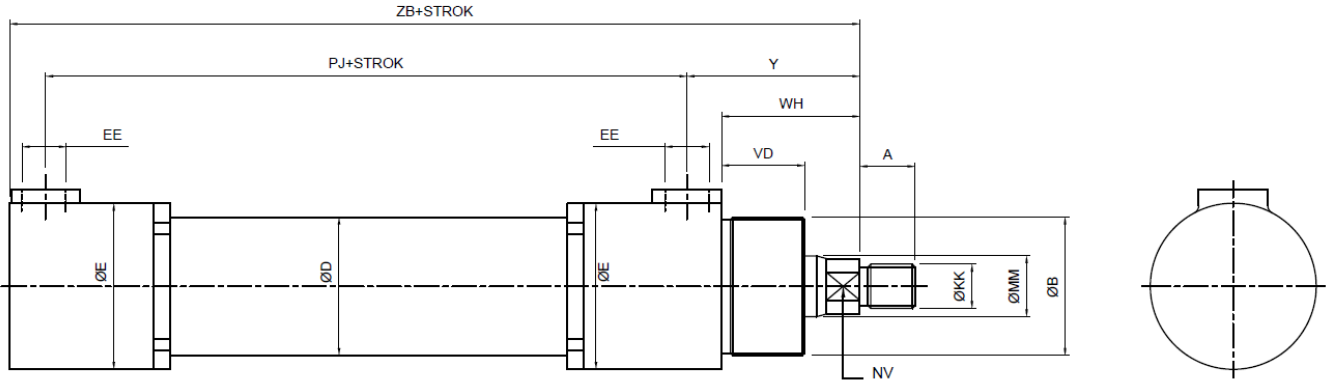 ZB+STROK
PJ+STROK
Y
WH
EE
EE
VD
A
ØE
ØD
ØE
ØKK
ØMM
ØB
NV